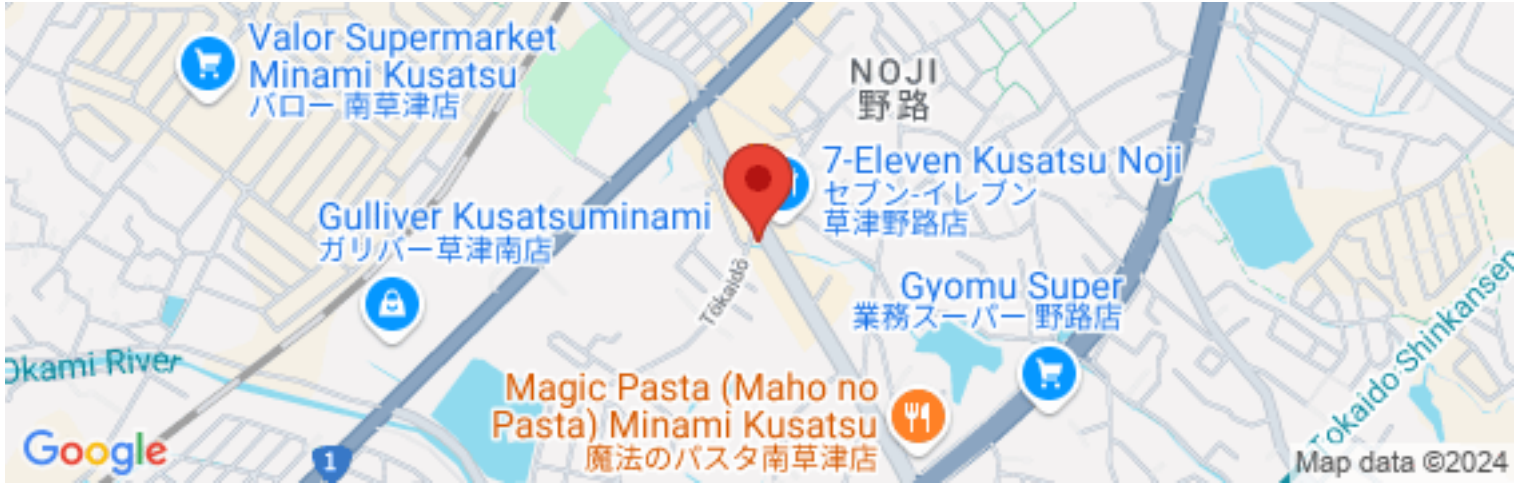 Valor Supermarket
Minami Kusatsu
バロー 南草津店
NOJI
野路
7-Eleven Kusatsu Noji
セブン-イレブン
草津野路店
Gulliver Kusatsuminami
ガリバー草津南店
Tōkaidō
Gyomu Super
業務スーパー 野路店
Tokaido Shinkansen
Okami River
Magic Pasta (Maho no
Pasta) Minami Kusatsu
魔法のパスタ南草津店
1
Google
Map data ©2024